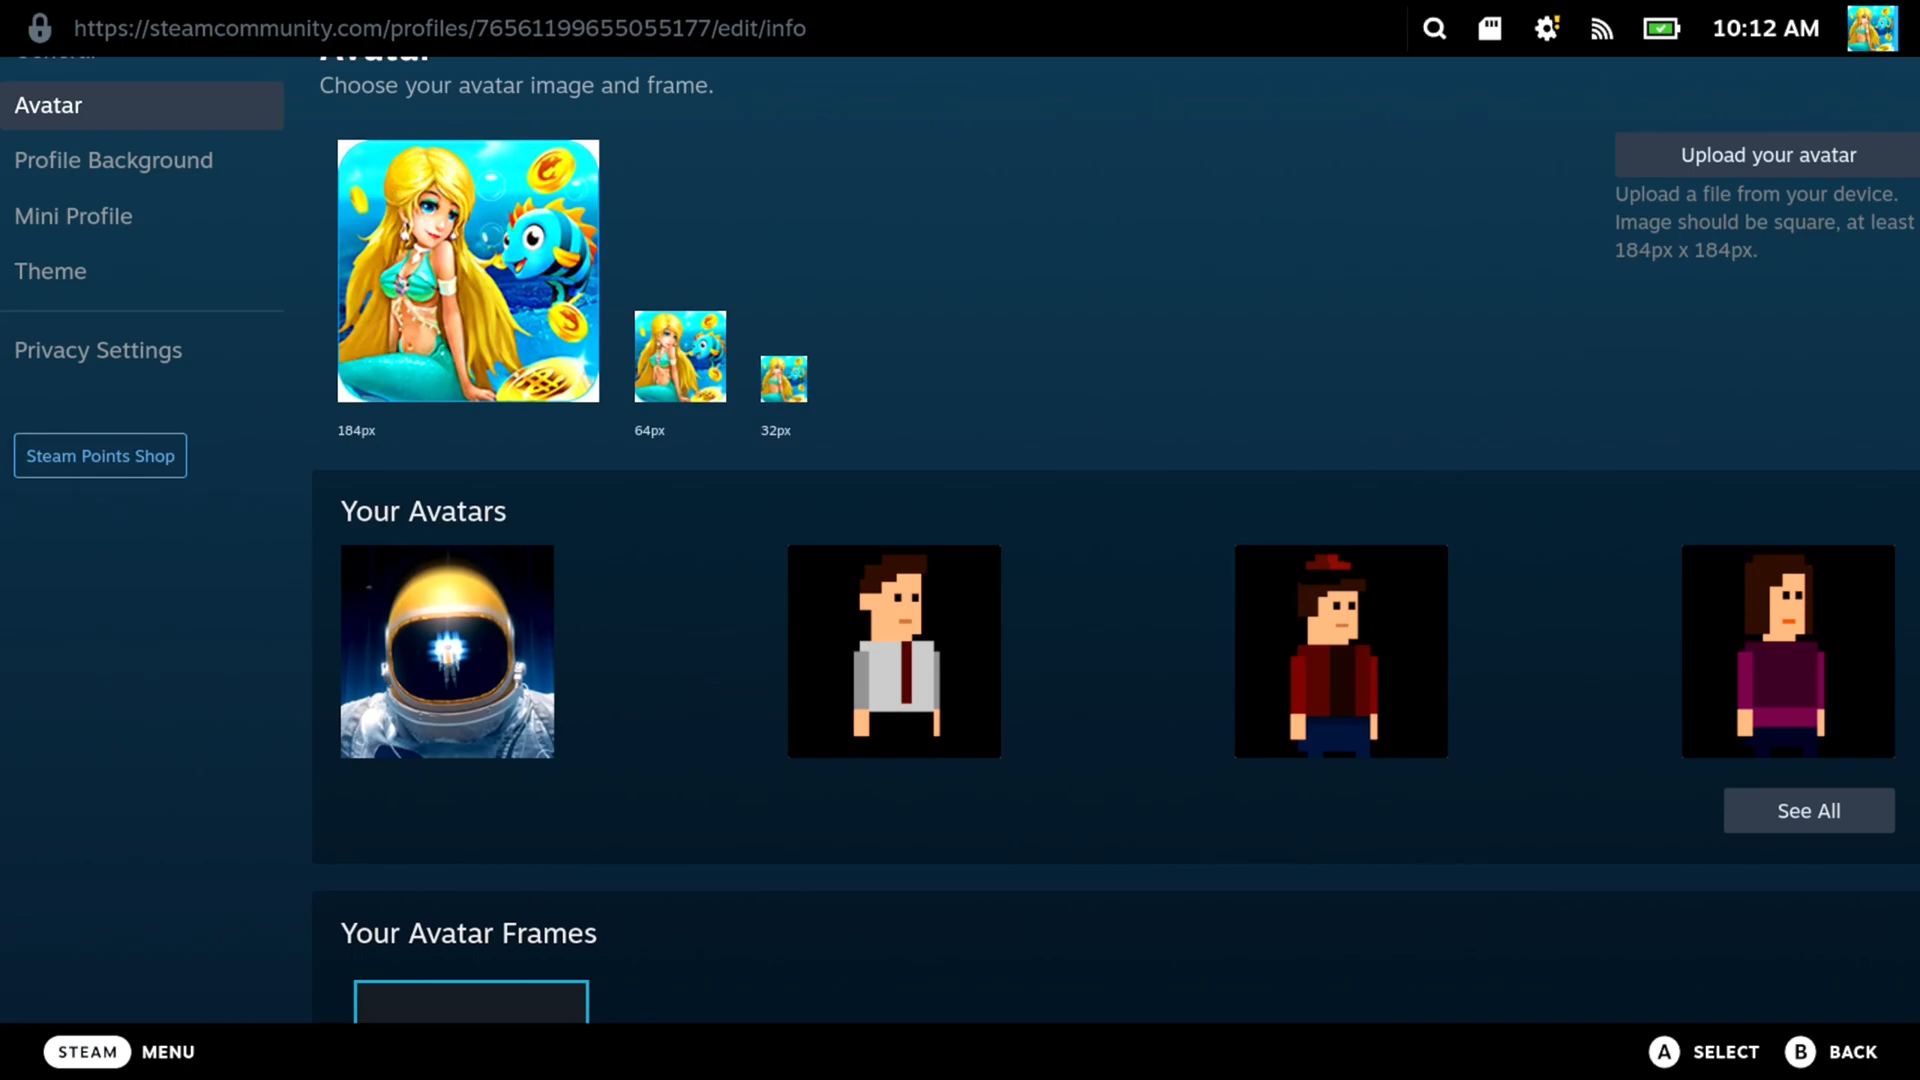 https://steamcommunity.com/profiles/76561199655055177/edit/info
10:12 AM
General
Avatar
Profile Background
Mini Profile
Theme
Privacy Settings
Steam Points Shop
Avatar
Choose your avatar image and frame.
184px
64px
32px
Upload your avatar
Upload a file from your device.
Image should be square, at least
184px x 184px.
Your Avatars
See All
Your Avatar Frames
STEAM MENU
A SELECT B BACK